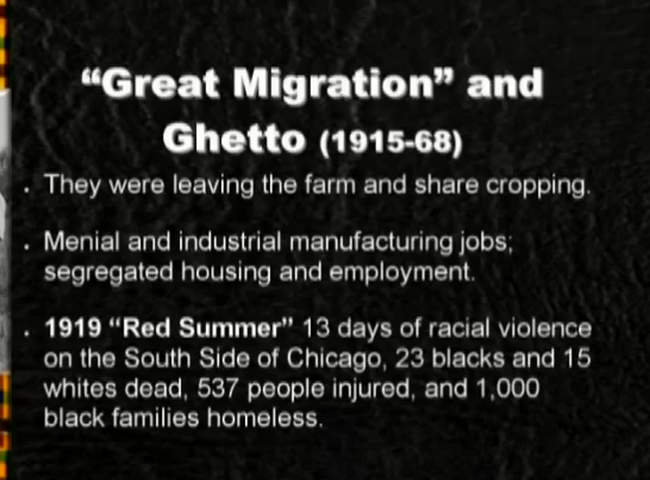 “Great Migration” and
Ghetto (1915-68)
. They were leaving the farm and share cropping.
. Menial and industrial manufacturing jobs;
segregated housing and employment.
. 1919 “Red Summer” 13 days of racial violence
on the South Side of Chicago, 23 blacks and 15
whites dead, 537 people injured, and 1,000
black families homeless.